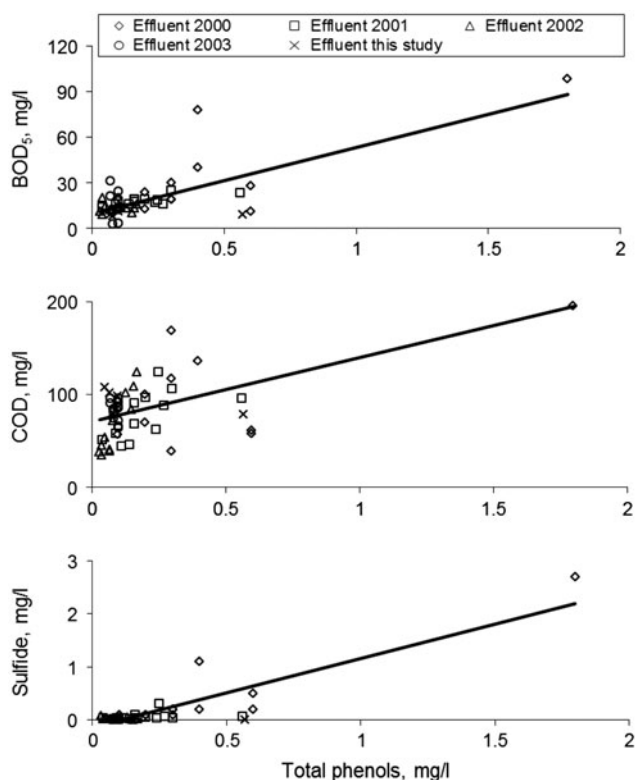 ◇ Effluent 2000 □ Effluent 2001 △ Effluent 2002
○ Effluent 2003 × Effluent this study
BOD₅, mg/l
120
90
60
30
0
0 0.5 1 1.5 2
COD, mg/l
200
100
0
0 0.5 1 1.5 2
Sulfide, mg/l
3
2
1
0
0 0.5 1 1.5 2
Total phenols, mg/l